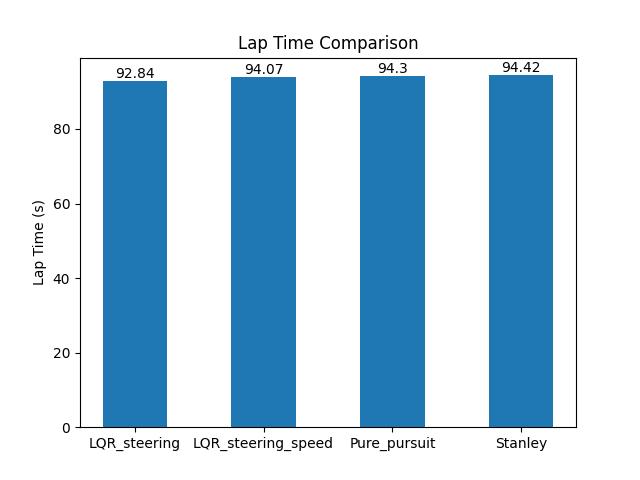 Lap Time Comparison
92.84
94.07
94.3
94.42
80
60
40
20
0
Lap Time (s)
LQR_steering
LQR_steering_speed
Pure_pursuit
Stanley